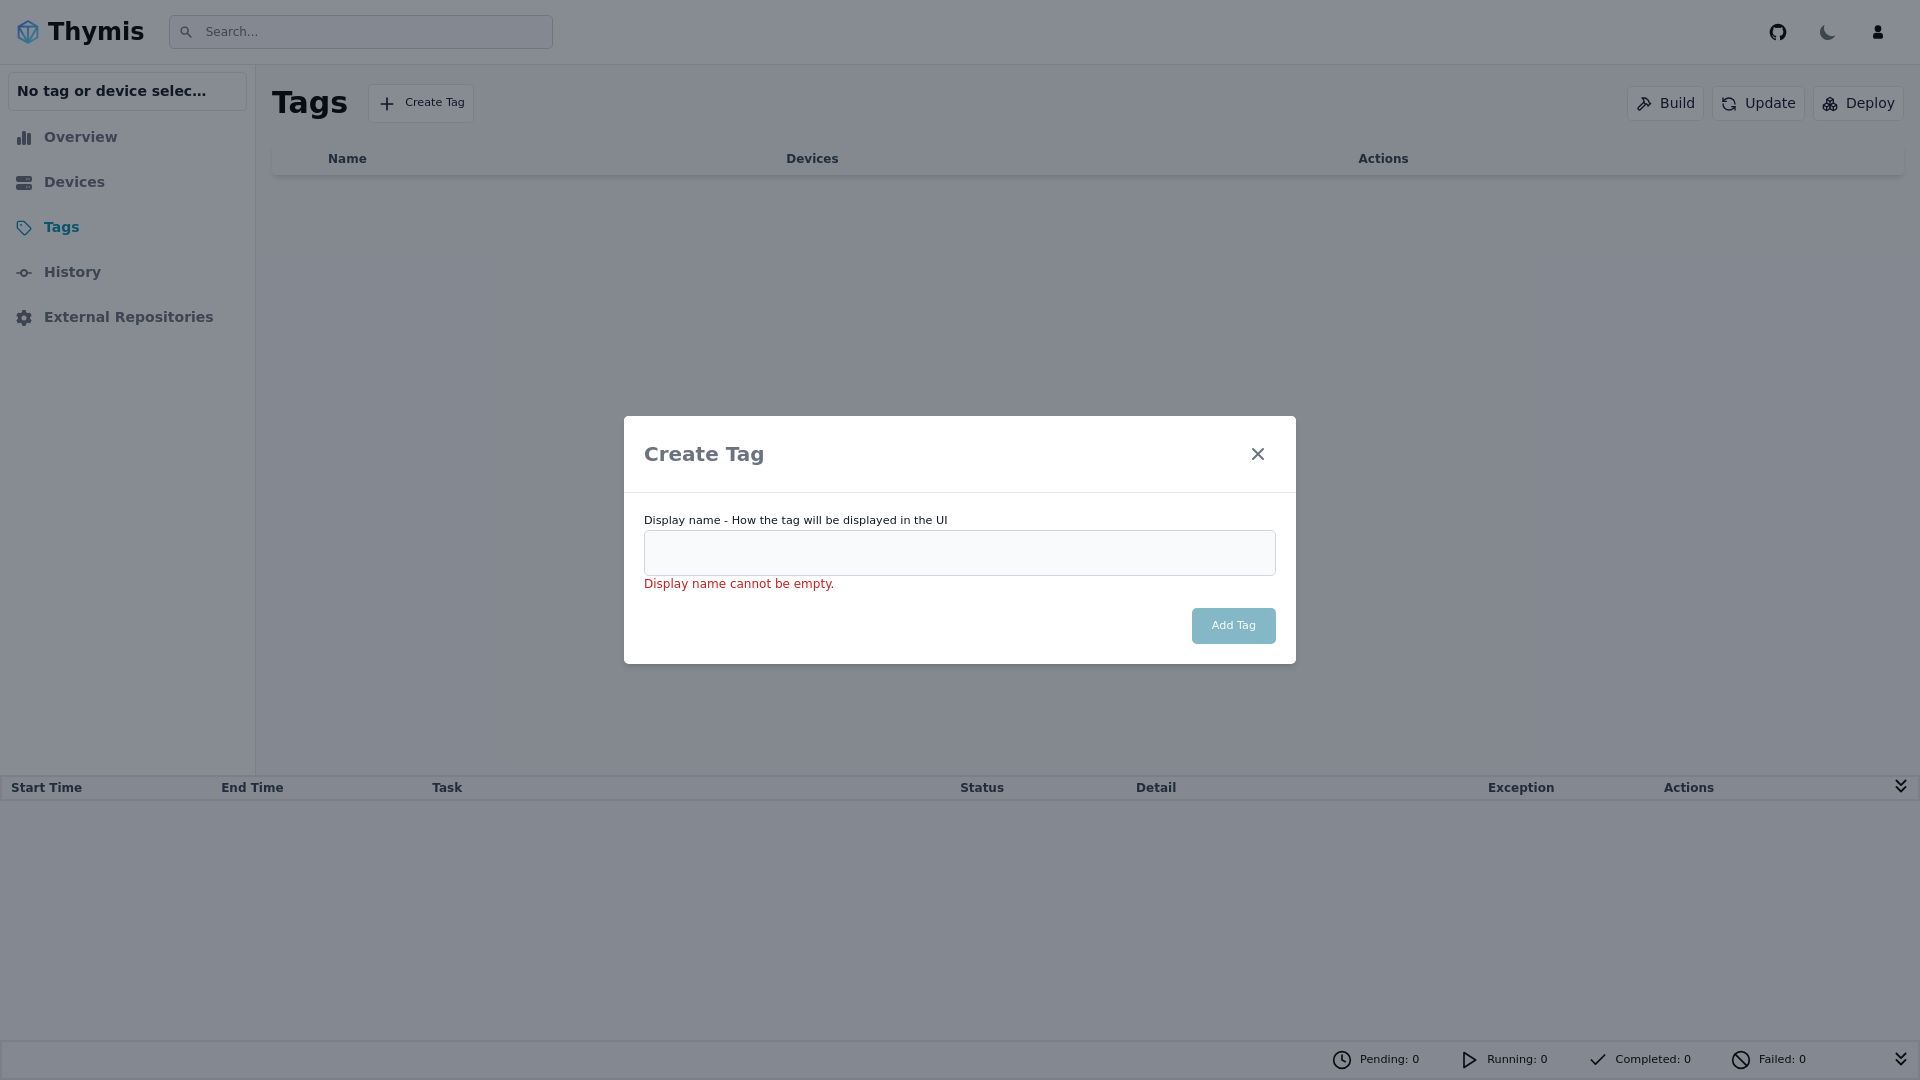 Thymis
Search...
No tag or device selec...
Overview
Devices
Tags
History
External Repositories
Tags
Create Tag
Build
Update
Deploy
Name Devices Actions
Create Tag
Display name - How the tag will be displayed in the UI
Display name cannot be empty.
Add Tag
Start Time End Time Task Status Detail Exception Actions
Pending: 0 Running: 0 Completed: 0 Failed: 0